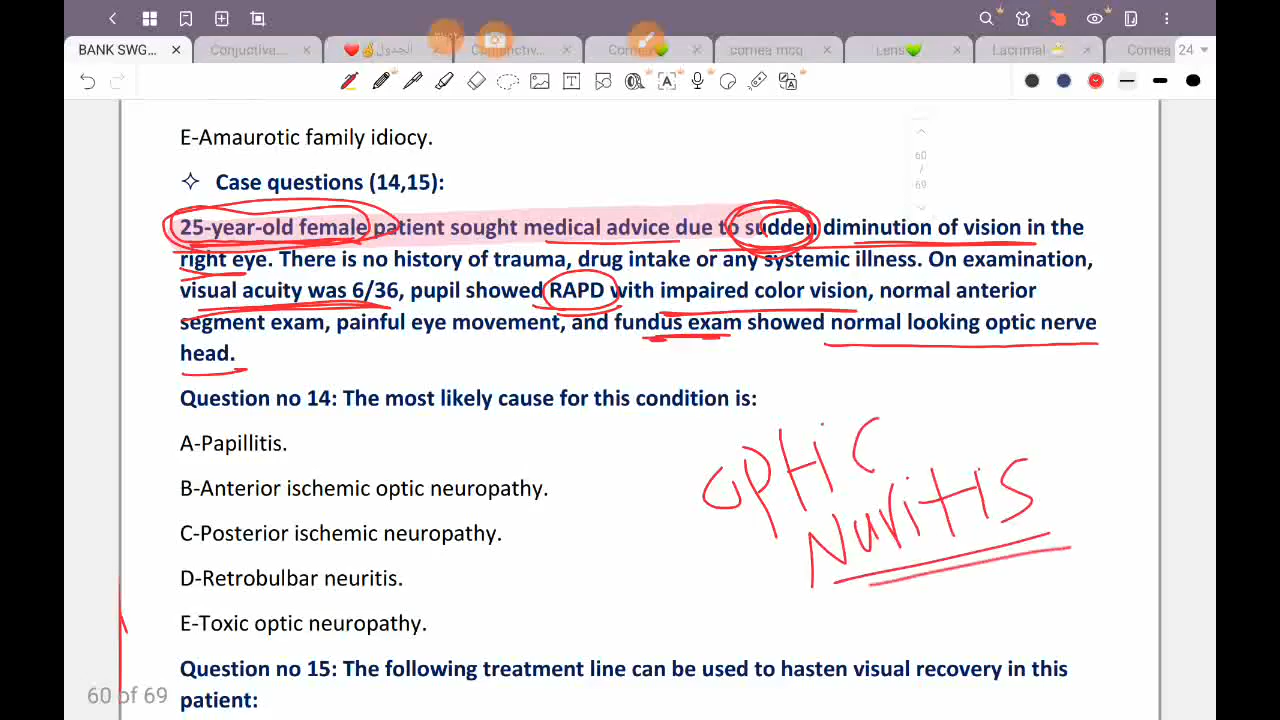 BANK SWG...
Conjuctive...
الجدول
Cornea
cornea mcq
Lens
Lacrimal
Cornea
24
E-Amaurotic family idiocy.
60
/
69
Case questions (14,15):
25-year-old female patient sought medical advice due to sudden diminution of vision in the
right eye. There is no history of trauma, drug intake or any systemic illness. On examination,
visual acuity was 6/36, pupil showed RAPD with impaired color vision, normal anterior
segment exam, painful eye movement, and fundus exam showed normal looking optic nerve
head.
Question no 14: The most likely cause for this condition is:
A-Papillitis.
OPtiC
B-Anterior ischemic optic neuropathy.
NuritiS
C-Posterior ischemic neuropathy.
D-Retrobulbar neuritis.
E-Toxic optic neuropathy.
Question no 15: The following treatment line can be used to hasten visual recovery in this
60 of 69
patient: